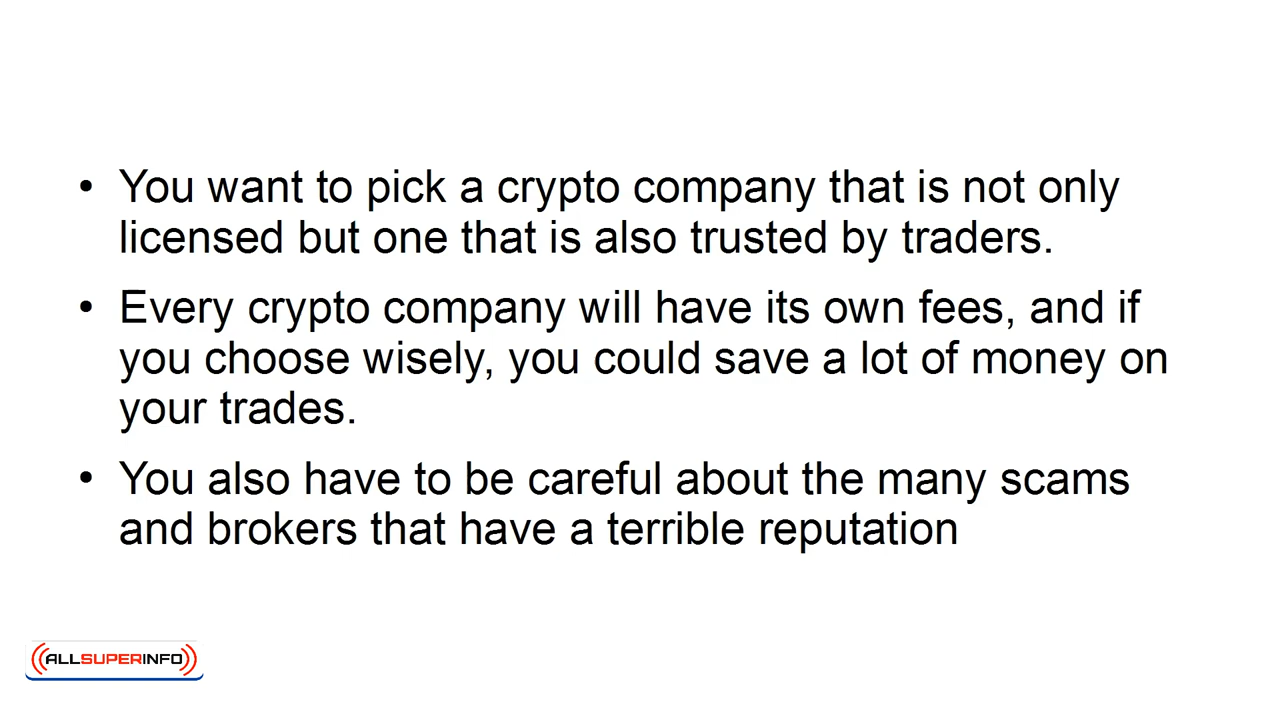 • You want to pick a crypto company that is not only
licensed but one that is also trusted by traders.
• Every crypto company will have its own fees, and if
you choose wisely, you could save a lot of money on
your trades.
• You also have to be careful about the many scams
and brokers that have a terrible reputation
ALLSUPERINFO